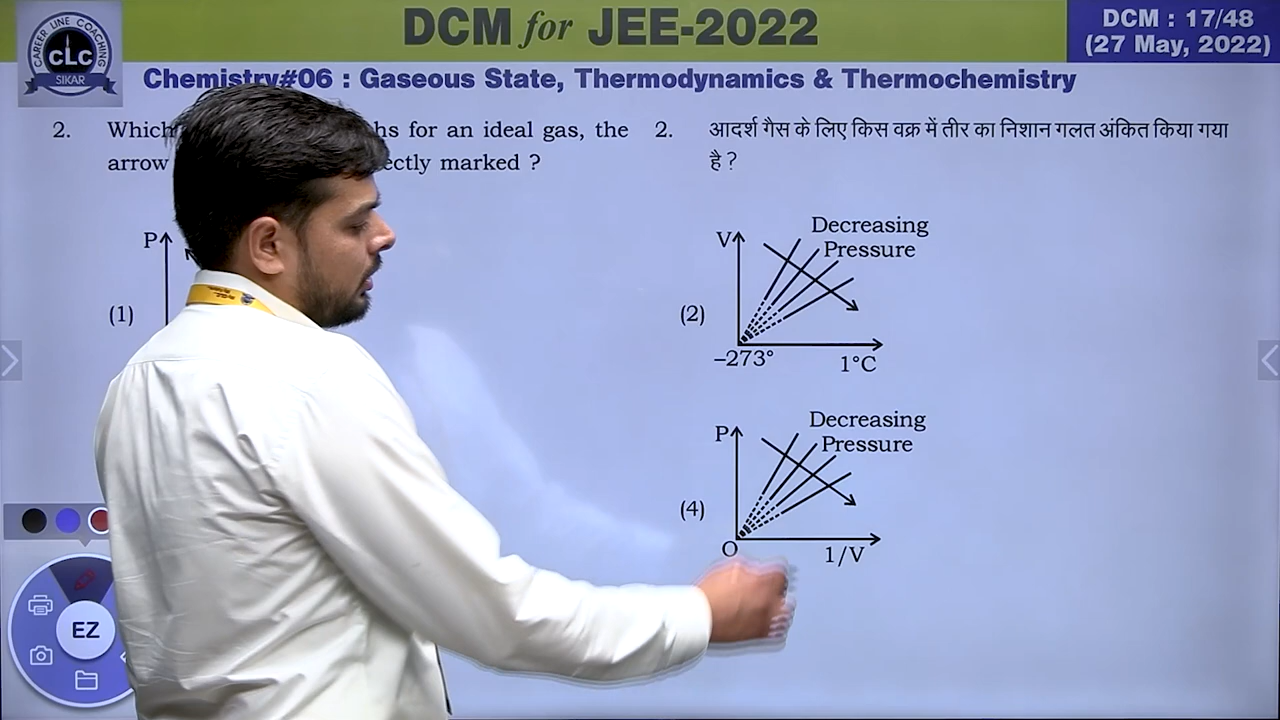 DCM for JEE-2022
DCM : 17/48
(27 May, 2022)
CAREER LINE COACHING
CLC
SIKAR
Chemistry#06 : Gaseous State, Thermodynamics & Thermochemistry
2. Which hs for an ideal gas, the
arrow ectly marked ?
2. आदर्श गैस के लिए किस वक्र में तीर का निशान गलत अंकित किया गया
है ?
P
(1)
Decreasing
Pressure
V
(2)
–273°
1°C
Decreasing
Pressure
P
(4)
O
1/V
EZ